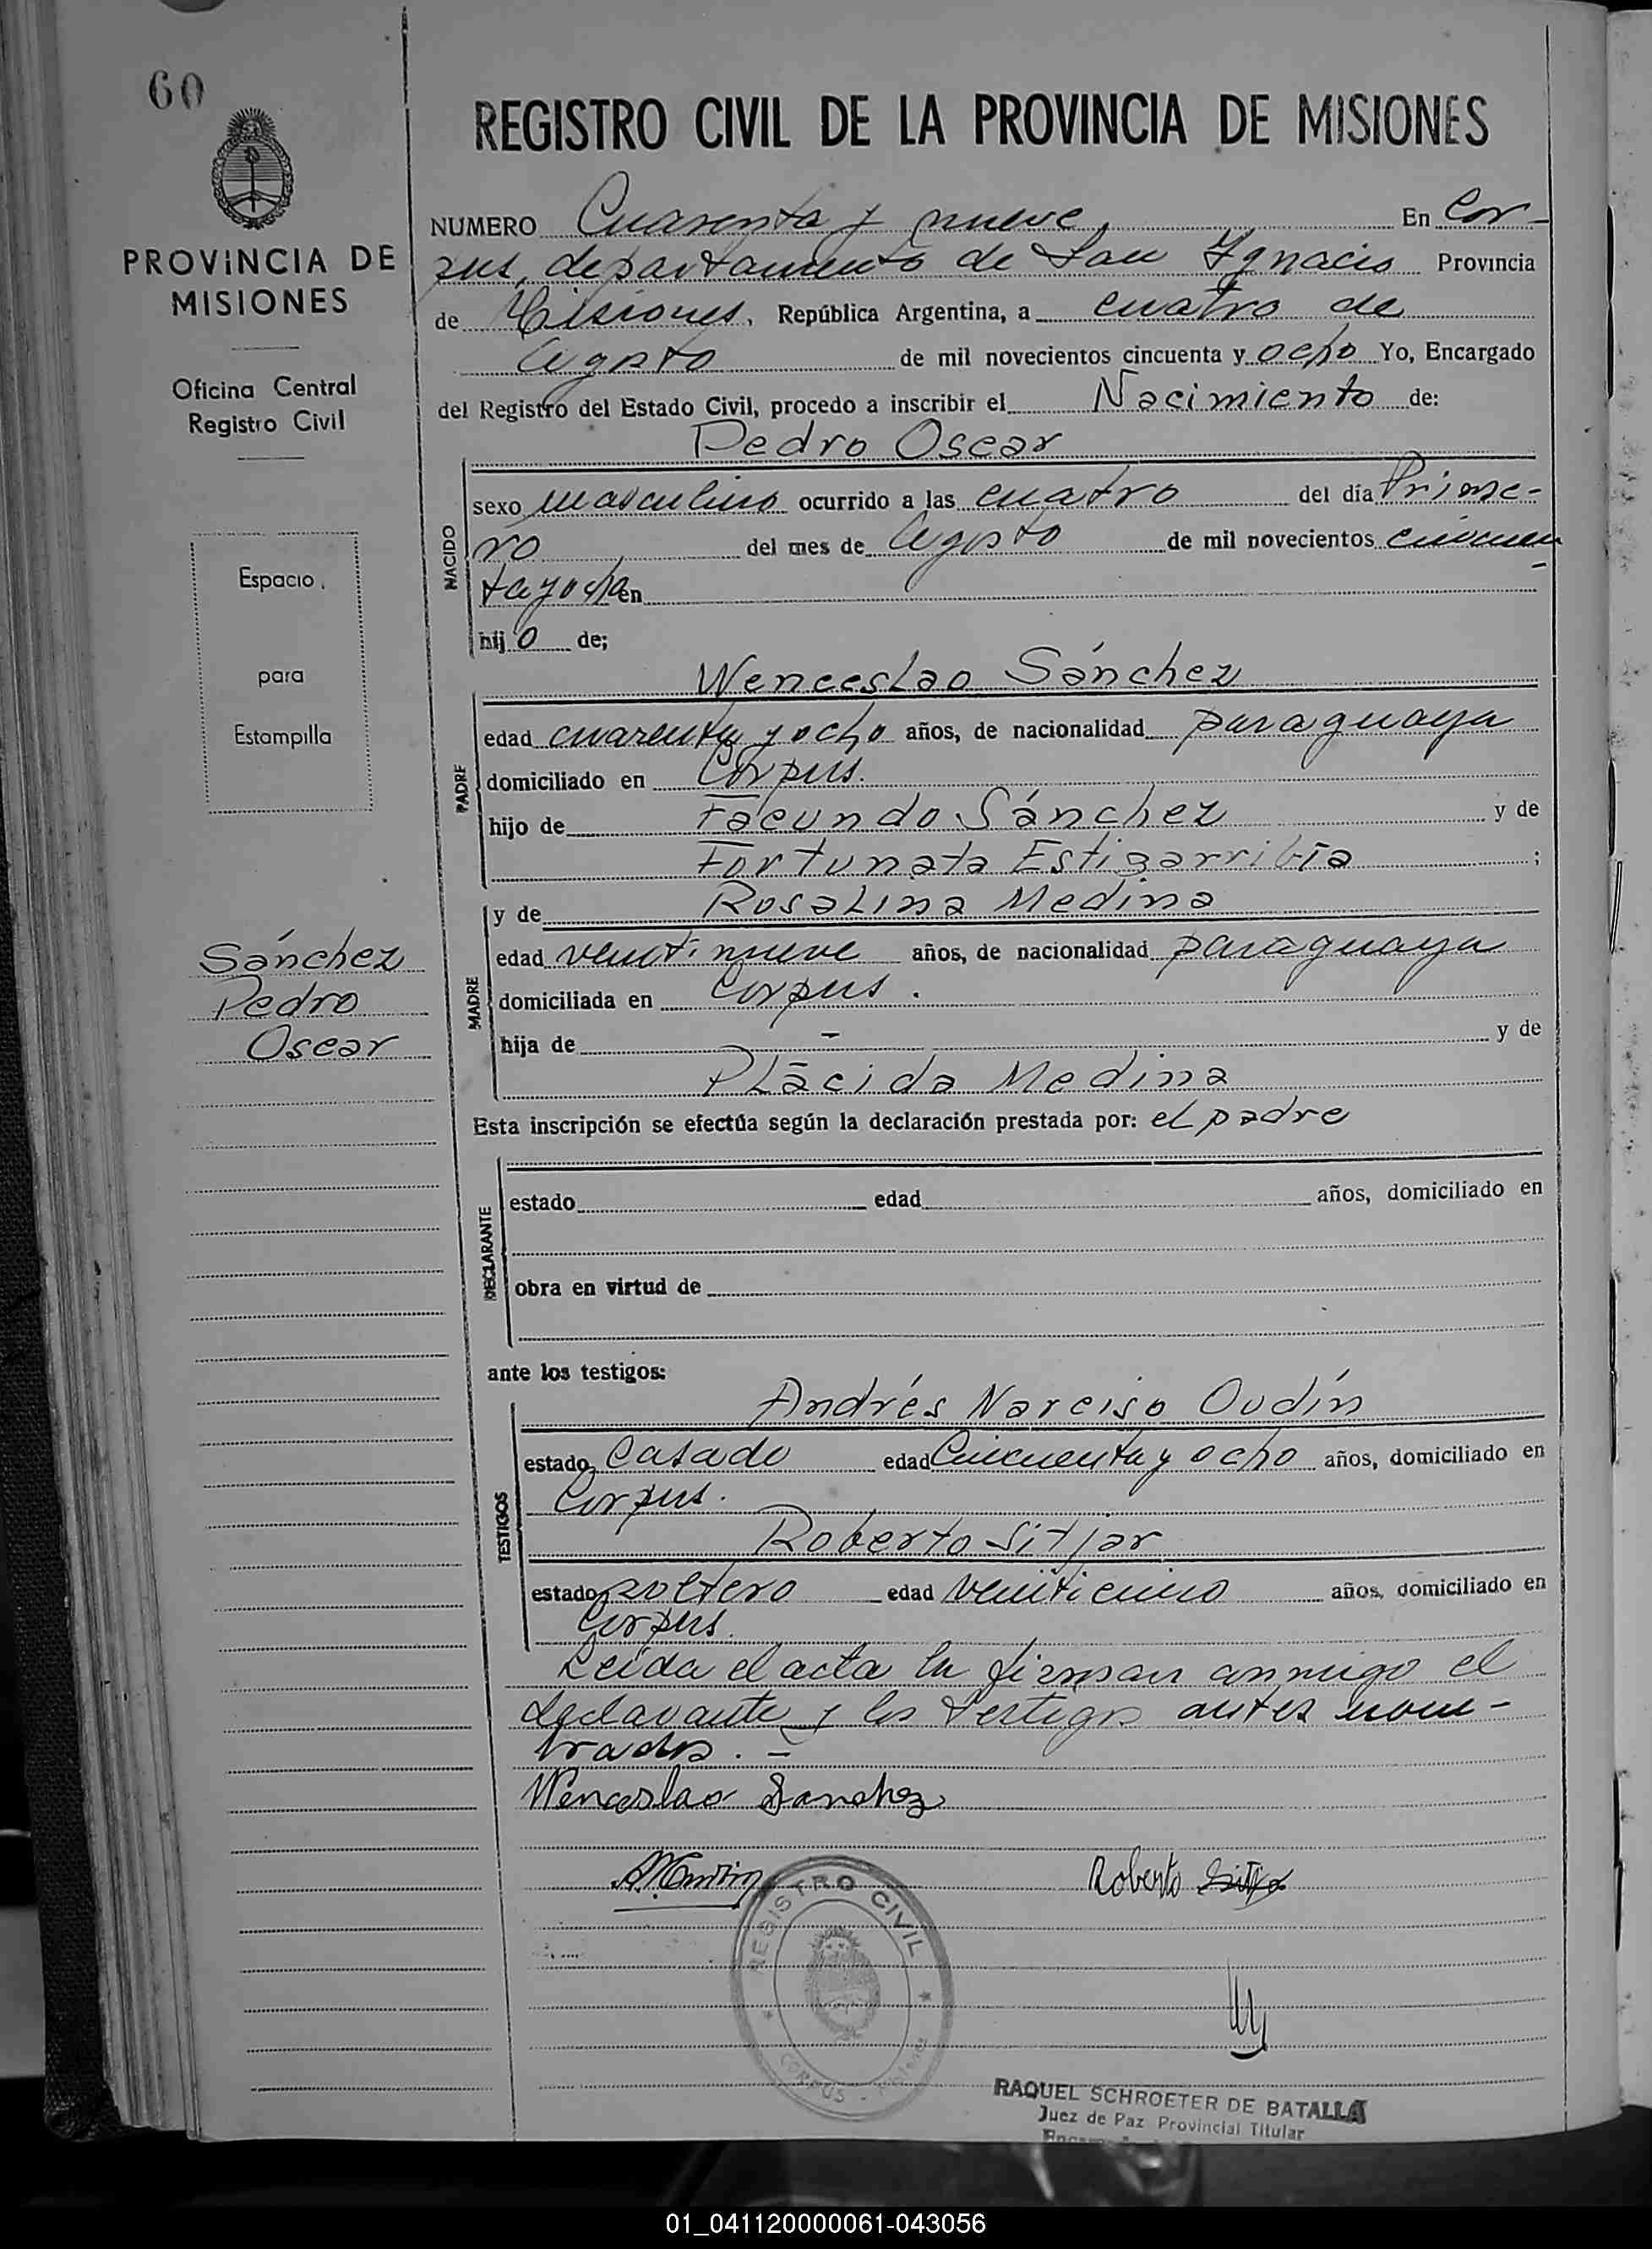 60
REGISTRO CIVIL DE LA PROVINCIA DE MISIONES
PROVINCIA DE
MISIONES
Oficina Central
Registro Civil
Espacio
para
Estampilla
Sánchez
Pedro
Oscar
NUMERO Cuarenta y nueve En Cor-
pus, departamento de San Ygnacio Provincia
de Misiones, República Argentina, a cuatro de
Agosto de mil novecientos cincuenta y ocho Yo, Encargado
del Registro del Estado Civil, procedo a inscribir el Nacimiento de:
Pedro Oscar
NACIDO
sexo masculino ocurrido a las cuatro del día Prime-
ro del mes de Agosto de mil novecientos cincuen
-
ta y ocho en
hijo de;
Wenceslao Sánchez
PADRE
edad cuarenta y ocho años, de nacionalidad paraguaya
domiciliado en Corpus.
hijo de Facundo Sánchez y de
Fortunata Estigarribia ;
MADRE
y de Rosalina Medina
edad veintinueve años, de nacionalidad paraguaya
domiciliada en Corpus.
hija de - y de
Plácida Medina
Esta inscripción se efectúa según la declaración prestada por: el padre
DECLARANTE
estado edad años, domiciliado en
obra en virtud de
ante los testigos:
TESTIGOS
Andrés Narciso Oudín
estado Casado edad Cincuenta y ocho años, domiciliado en
Corpus.
Roberto Sitjar
estado soltero edad veinticinco años, domiciliado en
Corpus.
Leída el acta la firman conmigo el
declarante y los testigos antes nom-
brados. -
Wenceslao Sanchez
Roberto Sitjar
REGISTRO CIVIL
CORPUS - Misiones
RAQUEL SCHROETER DE BATALLA
Juez de Paz Provincial Titular
01_041120000061-043056